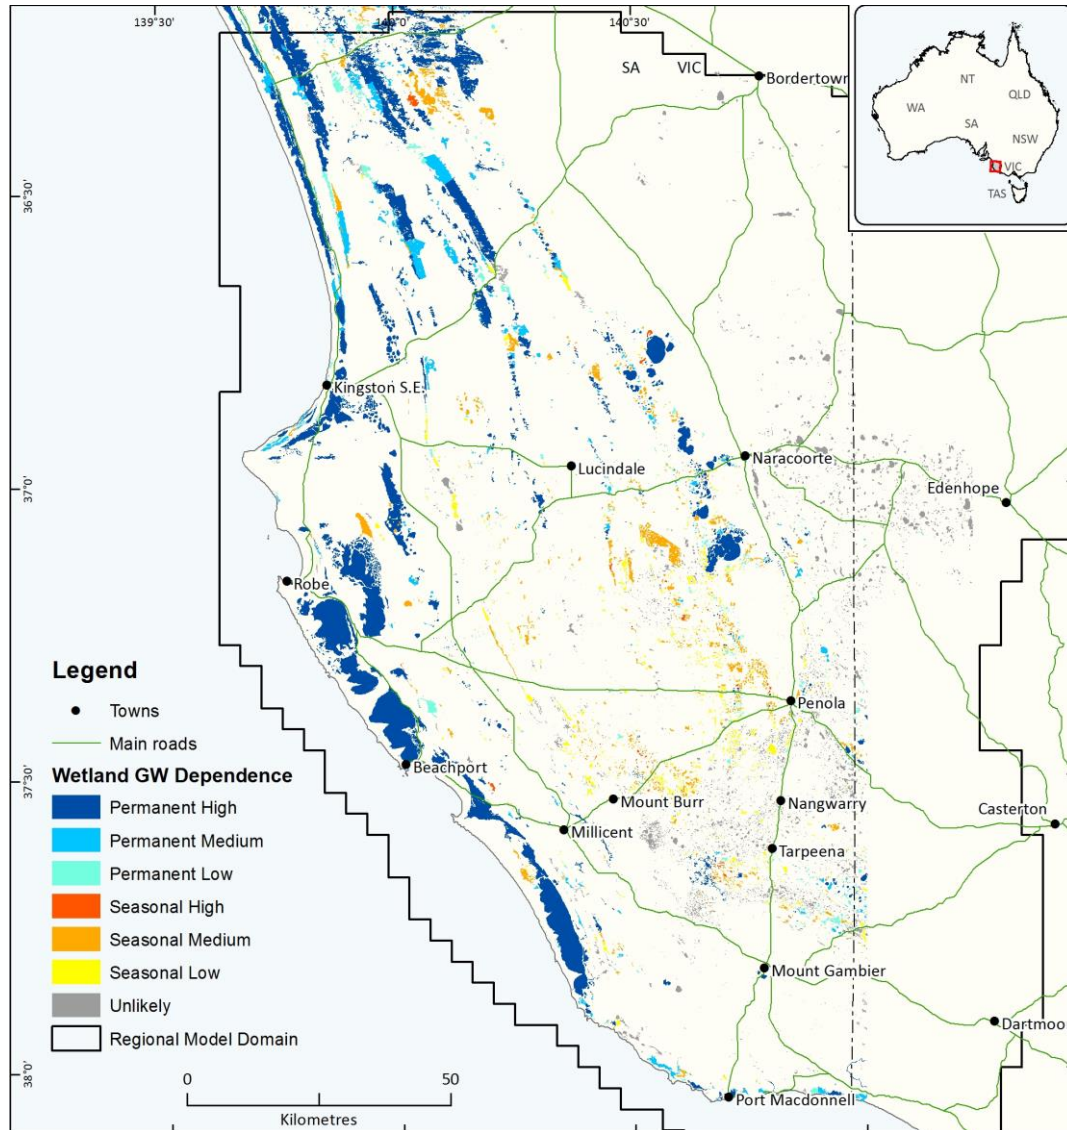 139°30'
140°0'
140°30'
36°30'
37°0'
37°30'
38°0'
SA
VIC
Bordertown
NT
QLD
WA
SA
NSW
VIC
TAS
Kingston S.E.
Lucindale
Naracoorte
Edenhope
Robe
Penola
Beachport
Mount Burr
Nangwarry
Casterton
Millicent
Tarpeena
Mount Gambier
Dartmoo
Port Macdonnell
Legend
Towns
Main roads
Wetland GW Dependence
Permanent High
Permanent Medium
Permanent Low
Seasonal High
Seasonal Medium
Seasonal Low
Unlikely
Regional Model Domain
0
50
Kilometres